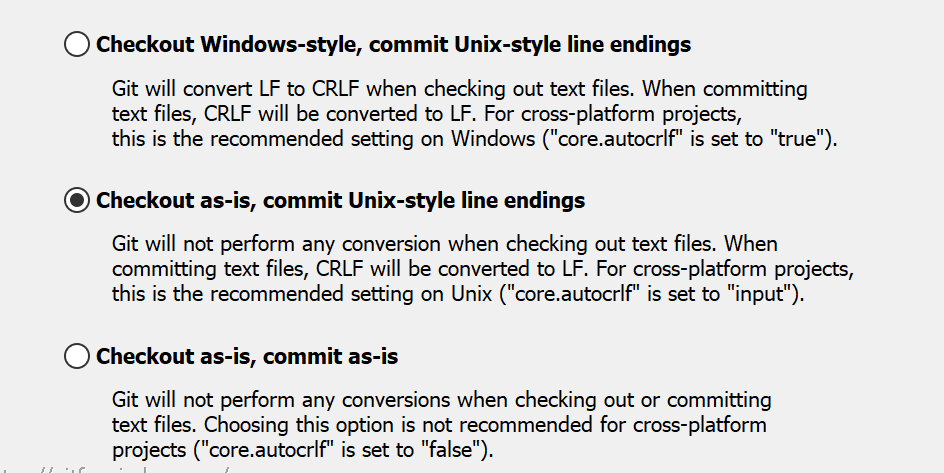 Checkout Windows-style, commit Unix-style line endings
Git will convert LF to CRLF when checking out text files. When committing
text files, CRLF will be converted to LF. For cross-platform projects,
this is the recommended setting on Windows ("core.autocrlf" is set to "true").
Checkout as-is, commit Unix-style line endings
Git will not perform any conversion when checking out text files. When
committing text files, CRLF will be converted to LF. For cross-platform projects,
this is the recommended setting on Unix ("core.autocrlf" is set to "input").
Checkout as-is, commit as-is
Git will not perform any conversions when checking out or committing
text files. Choosing this option is not recommended for cross-platform
projects ("core.autocrlf" is set to "false").